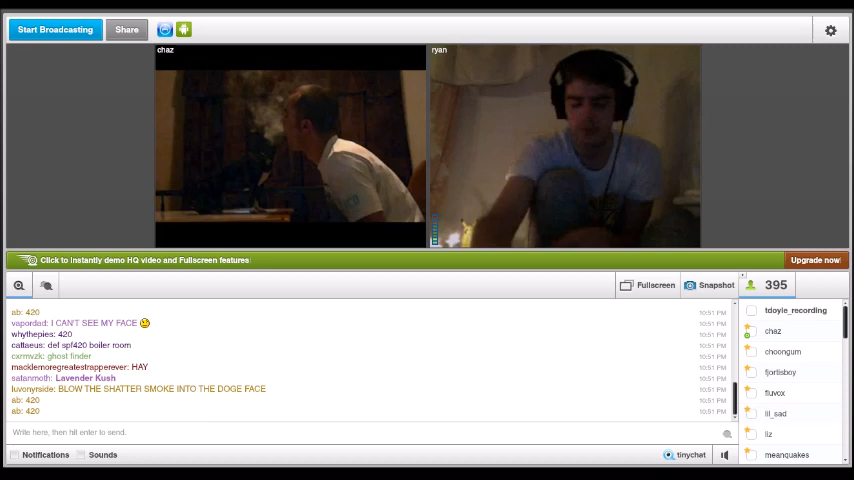 Start Broadcasting
Share
chaz
ryan
Click to Instantly demo HQ video and Fullscreen features!
Upgrade now!
Fullscreen
Snapshot
395
ab: 420
10:51 PM
vapordad: I CAN'T SEE MY FACE
10:51 PM
whythepies: 420
10:51 PM
cattaeus: def spf420 boiler room
10:51 PM
cxrmvzk: ghost finder
10:51 PM
macklemoregreatestrapperever: HAY
10:51 PM
satanmoth: Lavender Kush
10:51 PM
luvonyrside: BLOW THE SHATTER SMOKE INTO THE DOGE FACE
10:51 PM
ab: 420
10:51 PM
ab: 420
10:51 PM
tdoyle_recording
chaz
choongum
fjortisboy
fluvox
lil_sad
liz
meanquakes
Write here, then hit enter to send.
Notifications
Sounds
tinychat